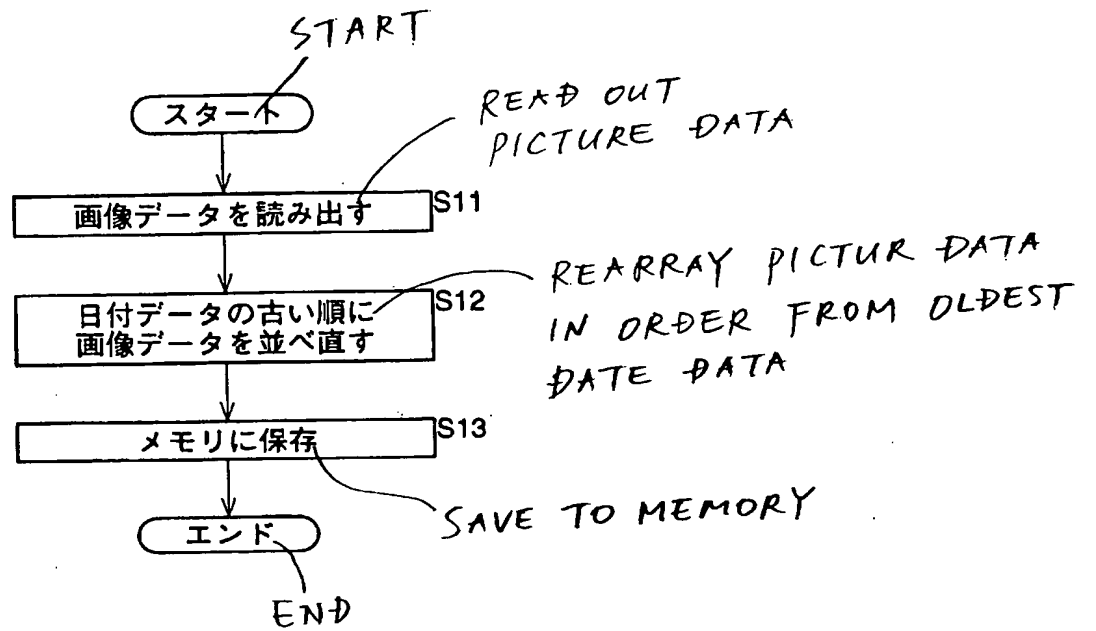 START
スタート
READ OUT
PICTURE DATA
画像データを読み出す
S11
REARRAY PICTUR DATA
IN ORDER FROM OLDEST
DATE DATA
日付データの古い順に
画像データを並べ直す
S12
メモリに保存
S13
SAVE TO MEMORY
エンド
END